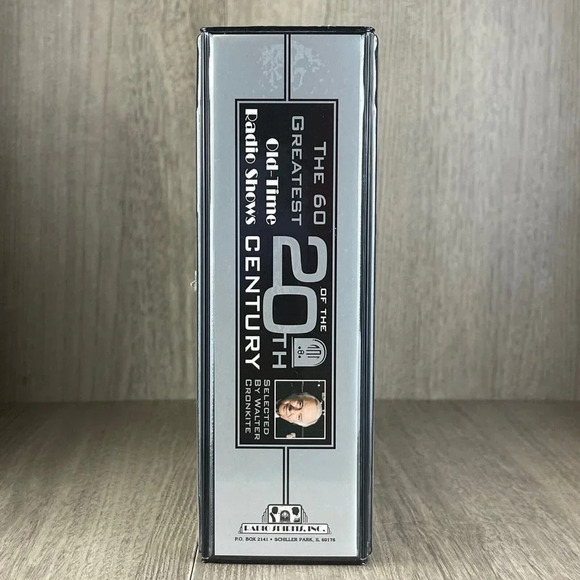 THE 60
GREATEST
Old-Time
Radio Shows
OF THE
20TH
CENTURY
SELECTED
BY WALTER
CRONKITE
RADIO SPIRITS, INC.
P.O. BOX 2141 • SCHILLER PARK, IL 60176